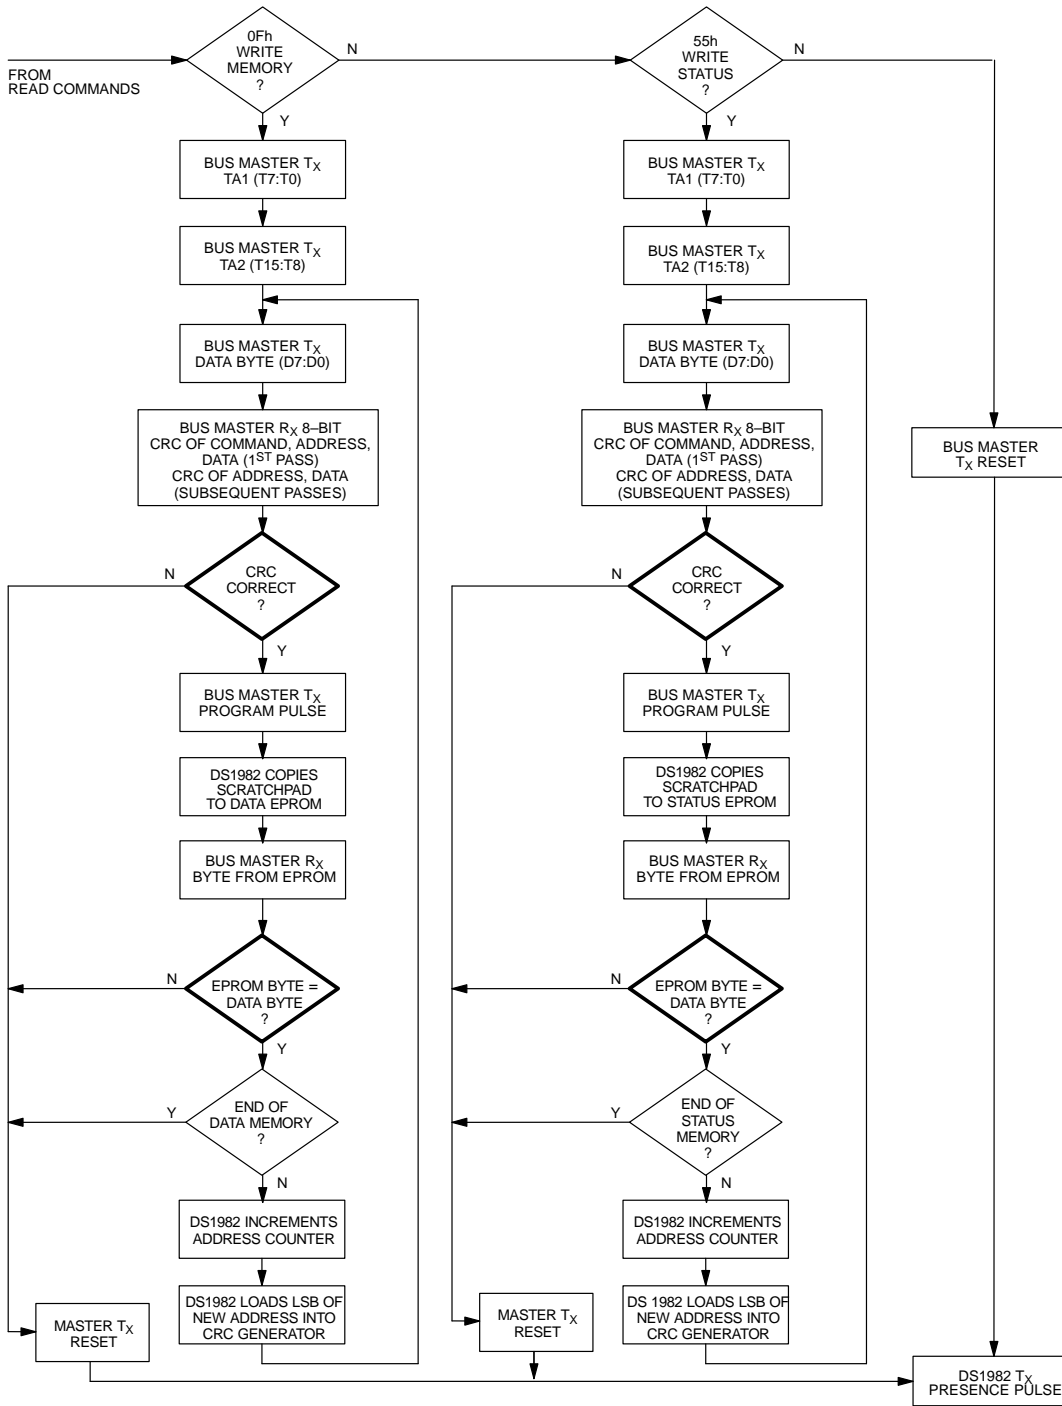 0Fh
WRITE
MEMORY
?
N
Y
FROM
READ COMMANDS
55h
WRITE
STATUS
?
N
Y
BUS MASTER TX
TA1 (T7:T0)
BUS MASTER TX
TA2 (T15:T8)
BUS MASTER TX
DATA BYTE (D7:D0)
BUS MASTER RX 8–BIT
CRC OF COMMAND, ADDRESS,
DATA (1ST PASS)
CRC OF ADDRESS, DATA
(SUBSEQUENT PASSES)
N
CRC
CORRECT
?
Y
BUS MASTER TX
PROGRAM PULSE
DS1982 COPIES
SCRATCHPAD
TO DATA EPROM
BUS MASTER RX
BYTE FROM EPROM
N
EPROM BYTE =
DATA BYTE
?
Y
Y
END OF
DATA MEMORY
?
N
DS1982 INCREMENTS
ADDRESS COUNTER
DS1982 LOADS LSB OF
NEW ADDRESS INTO
CRC GENERATOR
MASTER TX
RESET
BUS MASTER TX
TA1 (T7:T0)
BUS MASTER TX
TA2 (T15:T8)
BUS MASTER TX
DATA BYTE (D7:D0)
BUS MASTER RX 8–BIT
CRC OF COMMAND, ADDRESS,
DATA (1ST PASS)
CRC OF ADDRESS, DATA
(SUBSEQUENT PASSES)
N
CRC
CORRECT
?
Y
BUS MASTER TX
PROGRAM PULSE
DS1982 COPIES
SCRATCHPAD
TO STATUS EPROM
BUS MASTER RX
BYTE FROM EPROM
N
EPROM BYTE =
DATA BYTE
?
Y
Y
END OF
STATUS
MEMORY
?
N
DS1982 INCREMENTS
ADDRESS COUNTER
DS 1982 LOADS LSB OF
NEW ADDRESS INTO
CRC GENERATOR
MASTER TX
RESET
BUS MASTER
TX RESET
DS1982 TX
PRESENCE PULSE